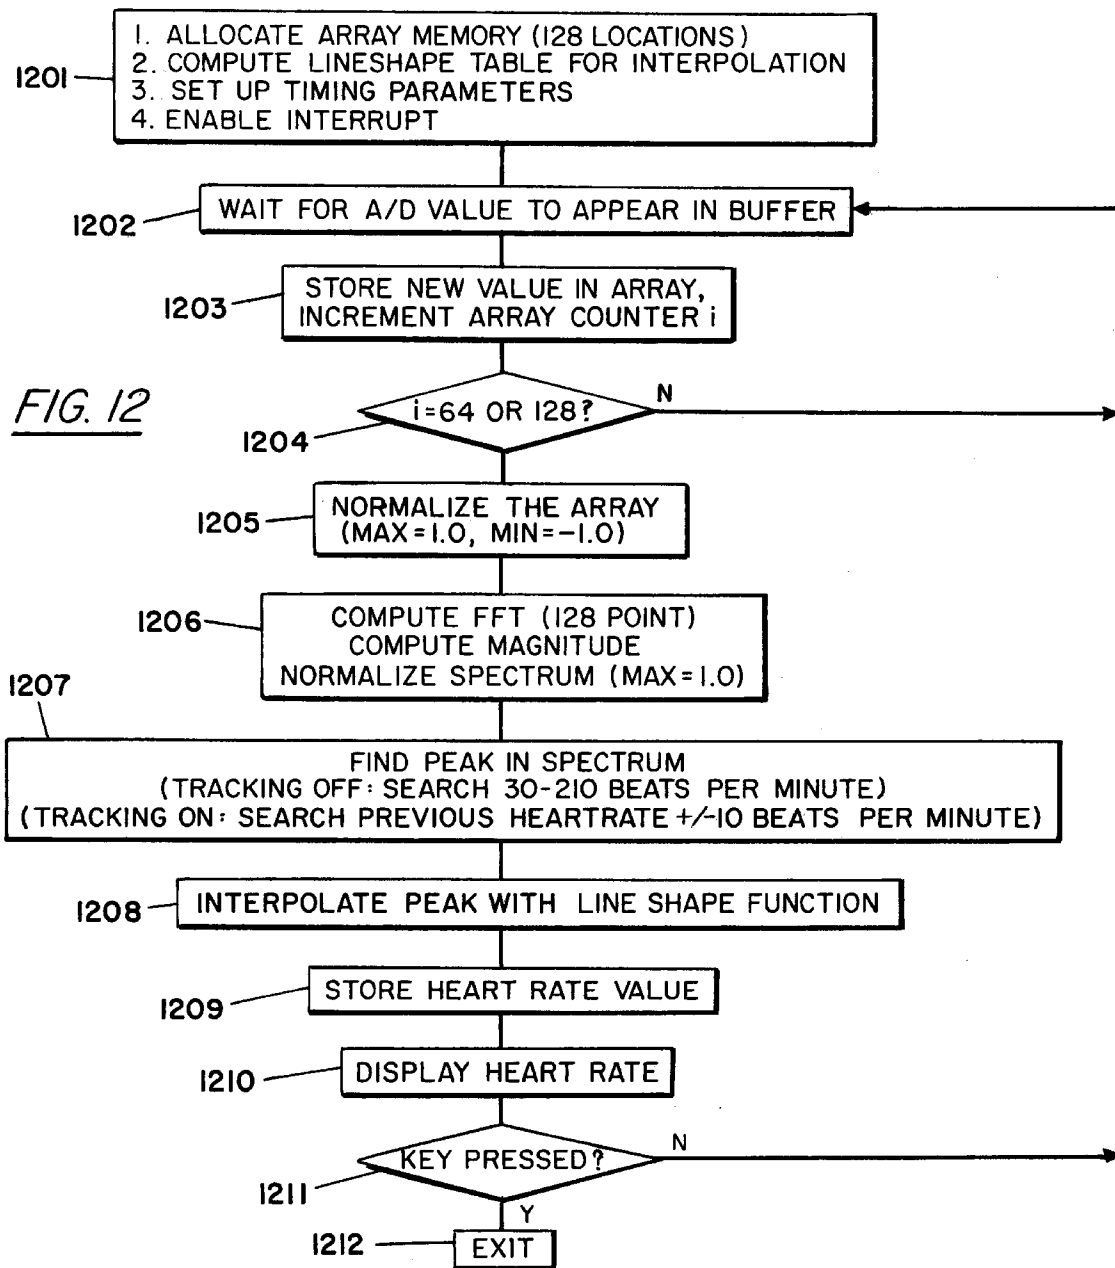 1. ALLOCATE ARRAY MEMORY (128 LOCATIONS)
2. COMPUTE LINESHAPE TABLE FOR INTERPOLATION
3. SET UP TIMING PARAMETERS
4. ENABLE INTERRUPT
1201
WAIT FOR A/D VALUE TO APPEAR IN BUFFER
1202
STORE NEW VALUE IN ARRAY,
INCREMENT ARRAY COUNTER i
1203
FIG. 12
i=64 OR 128?
N
1204
NORMALIZE THE ARRAY
(MAX=1.0, MIN=-1.0)
1205
COMPUTE FFT (128 POINT)
COMPUTE MAGNITUDE
NORMALIZE SPECTRUM (MAX=1.0)
1206
1207
FIND PEAK IN SPECTRUM
(TRACKING OFF: SEARCH 30-210 BEATS PER MINUTE)
(TRACKING ON: SEARCH PREVIOUS HEARTRATE +/-10 BEATS PER MINUTE)
INTERPOLATE PEAK WITH LINE SHAPE FUNCTION
1208
STORE HEART RATE VALUE
1209
DISPLAY HEART RATE
1210
KEY PRESSED?
N
1211
Y
1212
EXIT